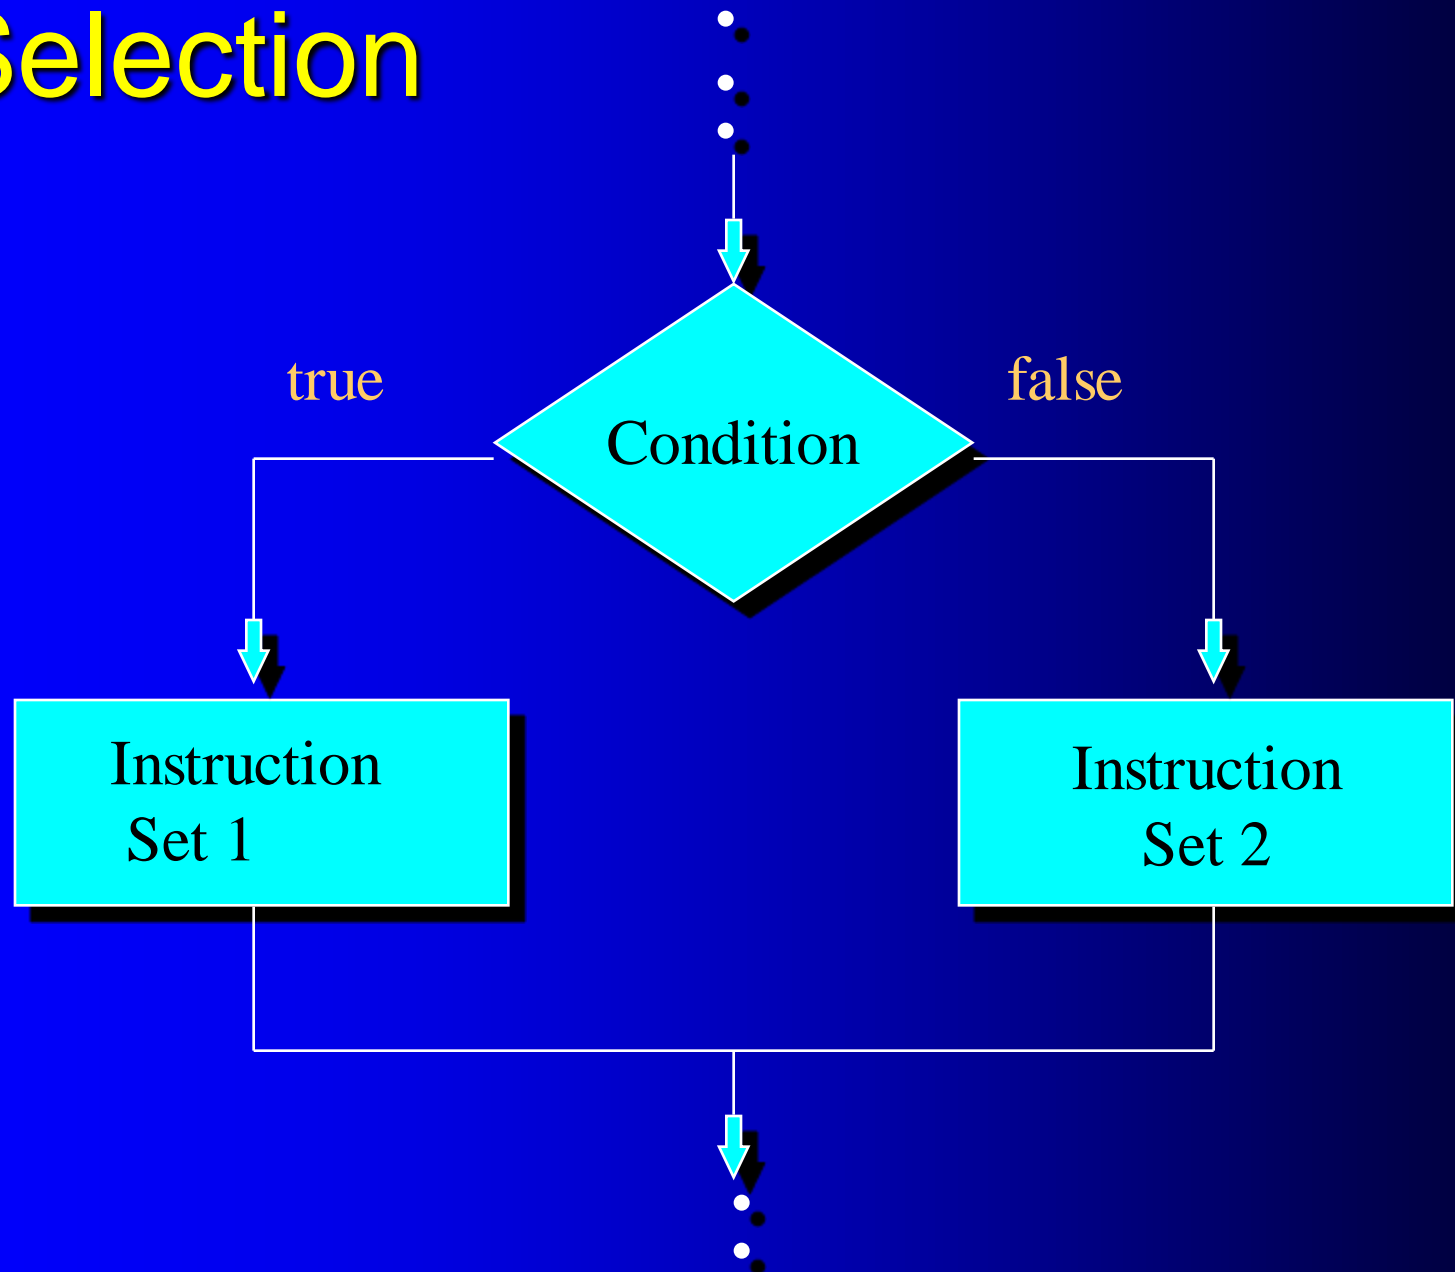 Selection
true
false
Condition
Instruction
Set 1
Instruction
Set 2